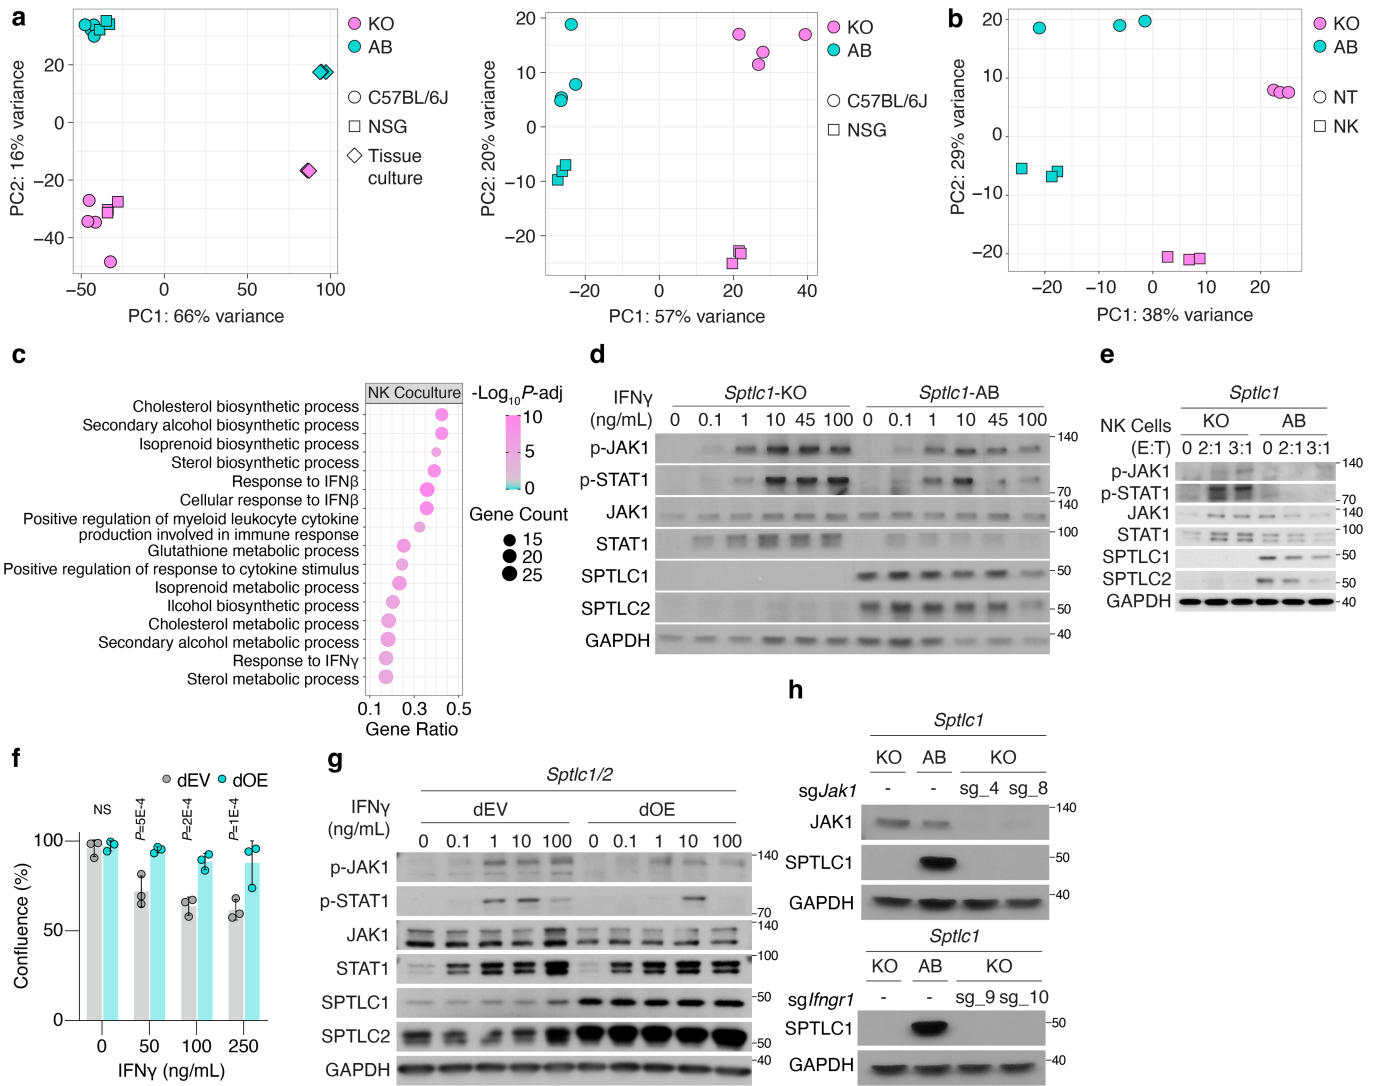 a
KO
AB
C57BL/6J
NSG
Tissue
culture
PC2: 16% variance
20
0
−20
−40
−50
0
50
100
PC1: 66% variance
KO
AB
C57BL/6J
NSG
PC2: 20% variance
20
10
0
−10
−20
−20
0
20
40
PC1: 57% variance
b
KO
AB
NT
NK
PC2: 29% variance
20
10
0
−10
−20
−20
−10
0
10
20
PC1: 38% variance
c
NK Coculture
Cholesterol biosynthetic process
Secondary alcohol biosynthetic process
Isoprenoid biosynthetic process
Sterol biosynthetic process
Response to IFNβ
Cellular response to IFNβ
Positive regulation of myeloid leukocyte cytokine
production involved in immune response
Glutathione metabolic process
Positive regulation of response to cytokine stimulus
Isoprenoid metabolic process
Ilcohol biosynthetic process
Cholesterol metabolic process
Secondary alcohol metabolic process
Response to IFNγ
Sterol metabolic process
0.1 0.3 0.5
Gene Ratio
-Log10P-adj
10
5
0
Gene Count
15
20
25
d
IFNγ
(ng/mL)
Sptlc1-KO
Sptlc1-AB
0 0.1 1 10 45 100 0 0.1 1 10 45 100
p-JAK1
140
p-STAT1
70
JAK1
140
STAT1
100
SPTLC1
50
SPTLC2
50
GAPDH
40
e
Sptlc1
NK Cells
(E:T)
KO
AB
0 2:1 3:1 0 2:1 3:1
p-JAK1
140
p-STAT1
70
JAK1
140
STAT1
100
SPTLC1
50
SPTLC2
50
GAPDH
40
f
dEV dOE
NS
P=5E-4
P=2E-4
P=1E-4
Confluence (%)
100
50
0
0 50 100 250
IFNγ (ng/mL)
g
Sptlc1/2
IFNγ
(ng/mL)
dEV
dOE
0 0.1 1 10 100 0 0.1 1 10 100
p-JAK1
140
p-STAT1
70
JAK1
140
STAT1
100
SPTLC1
50
SPTLC2
50
GAPDH
40
h
Sptlc1
KO AB KO
sgJak1 - - sg_4 sg_8
JAK1
140
SPTLC1
50
GAPDH
40
Sptlc1
KO AB KO
sgIfngr1 - - sg_9 sg_10
SPTLC1
50
GAPDH
40